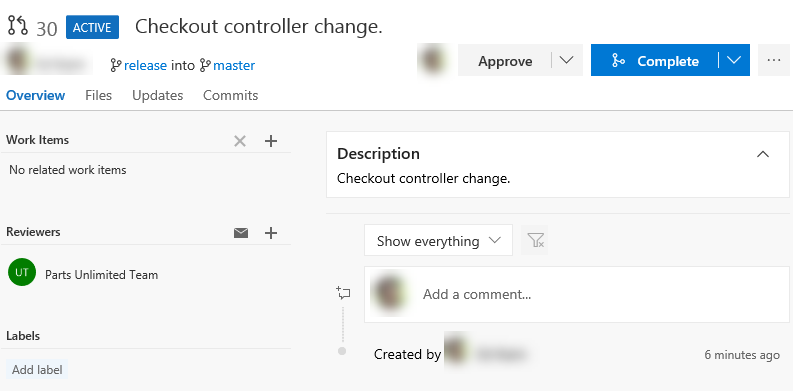 30 ACTIVE Checkout controller change.
release into master
Approve Complete ...
Overview Files Updates Commits
Work Items
No related work items
Reviewers
UT Parts Unlimited Team
Labels
Add label
Description
Checkout controller change.
Show everything
Add a comment...
Created by
6 minutes ago